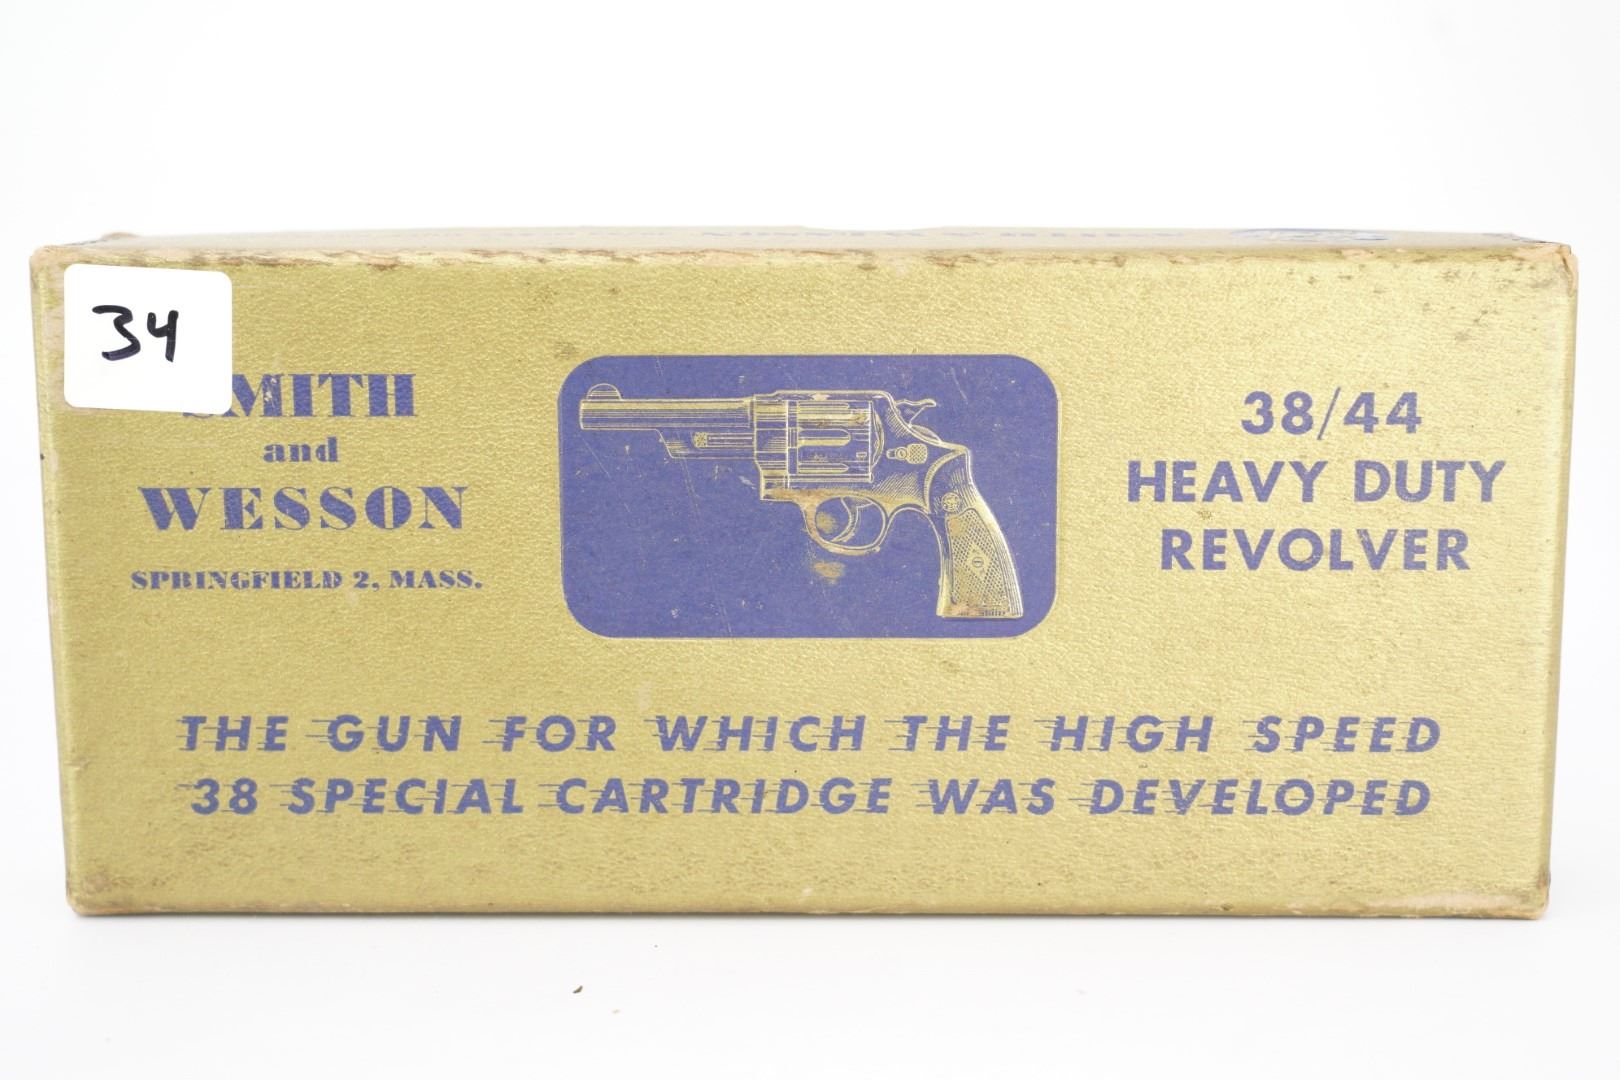 34
SMITH
and
WESSON
SPRINGFIELD 2, MASS.
38/44
HEAVY DUTY
REVOLVER
THE GUN FOR WHICH THE HIGH SPEED
38 SPECIAL CARTRIDGE WAS DEVELOPED